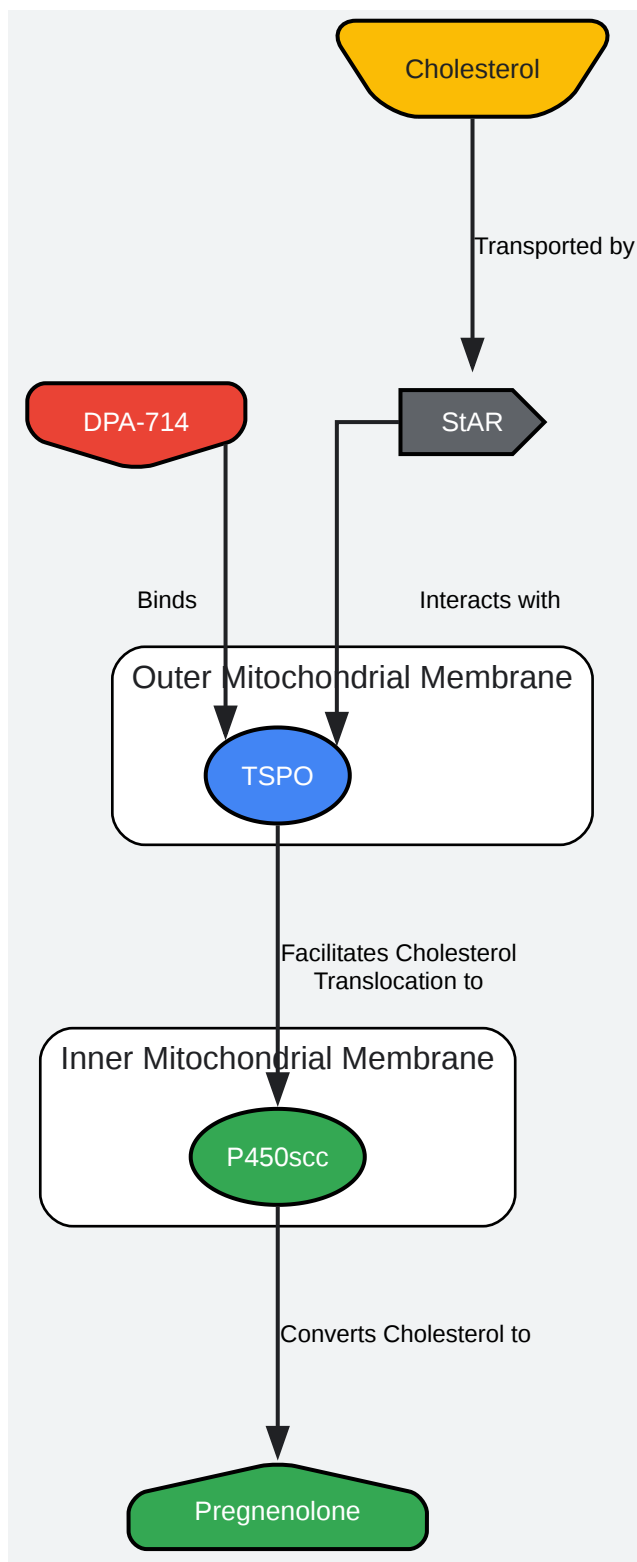 Cholesterol
Transported by
DPA-714
StAR
Binds
Interacts with
Outer Mitochondrial Membrane
TSPO
Facilitates Cholesterol
Translocation to
Inner Mitochondrial Membrane
P450scc
Converts Cholesterol to
Pregnenolone